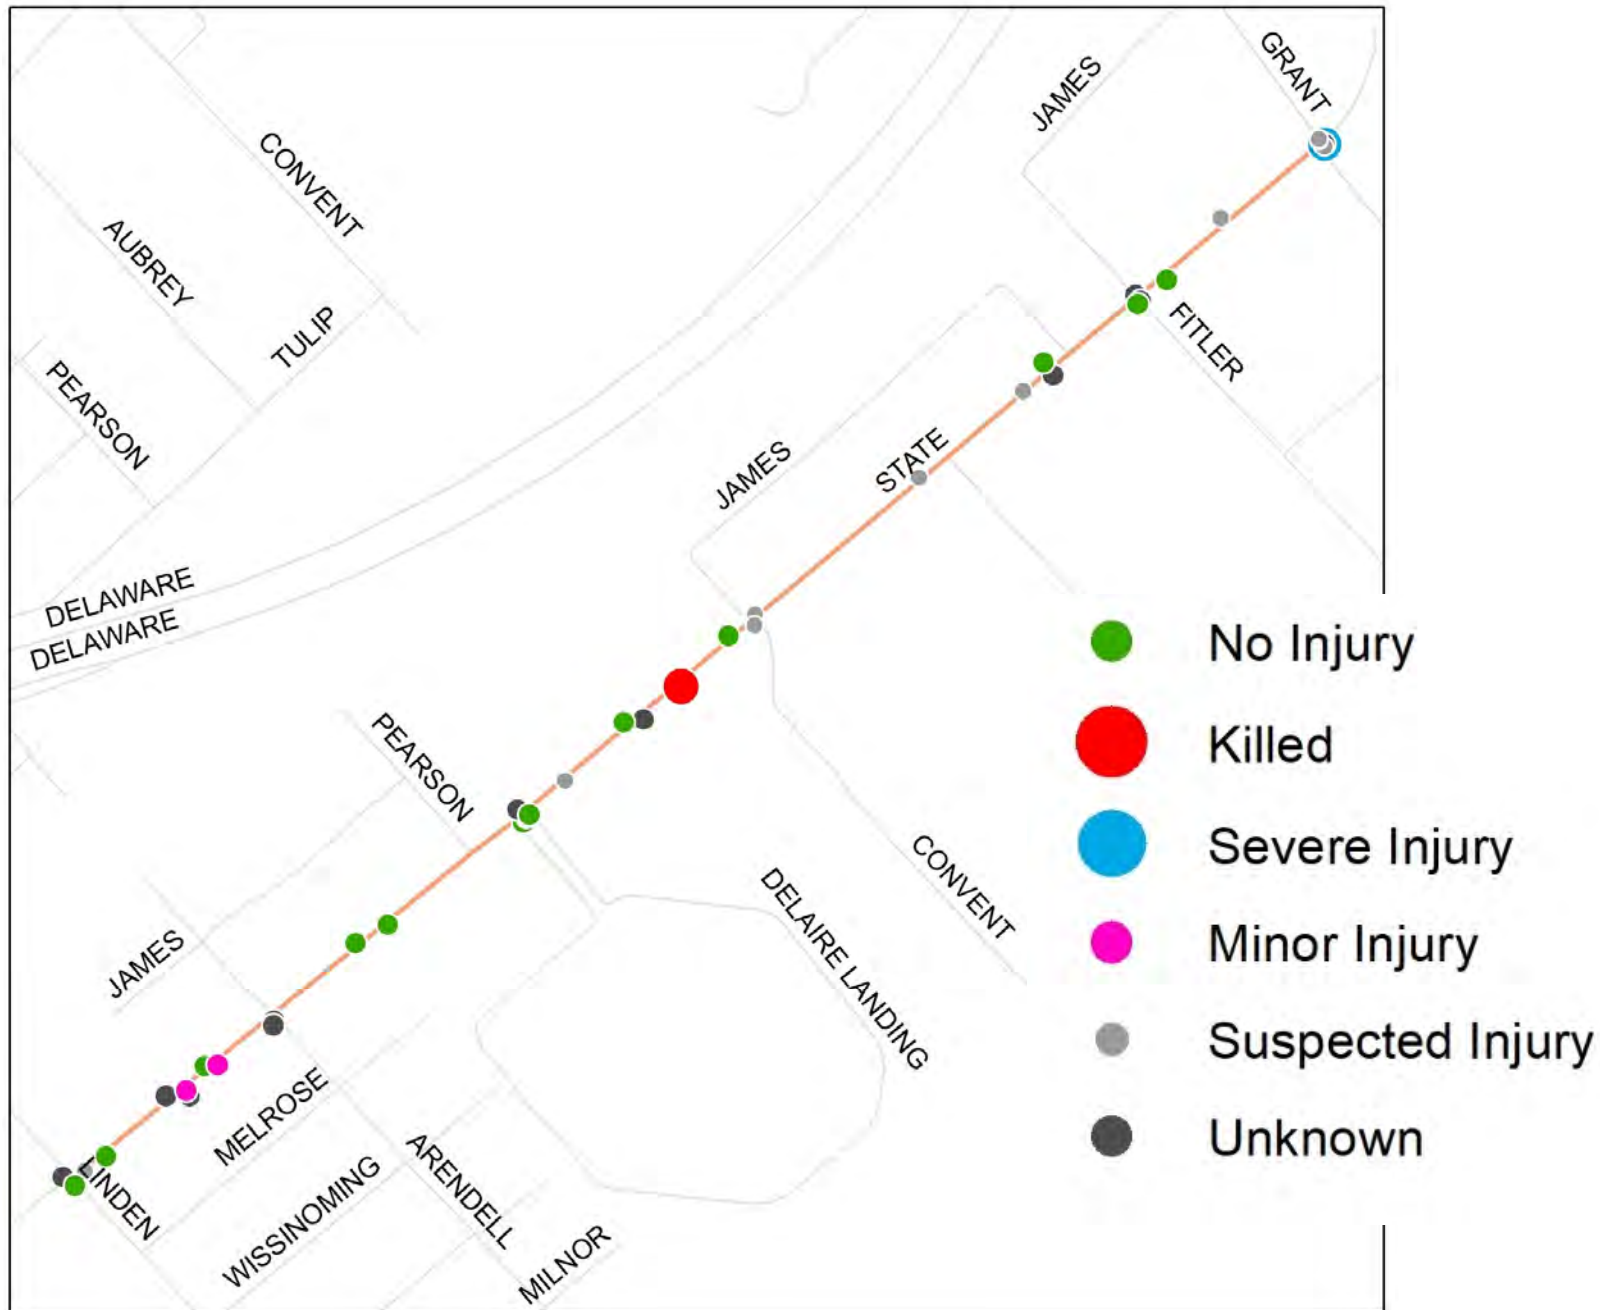 GRANT
JAMES
CONVENT
AUBREY
TULIP
FITLER
PEARSON
STATE
JAMES
DELAWARE
DELAWARE
No Injury
Killed
PEARSON
Severe Injury
CONVENT
DELAIRE LANDING
Minor Injury
JAMES
Suspected Injury
MELROSE
Unknown
LINDEN
ARENDELL
WISSINOMING
MILNOR